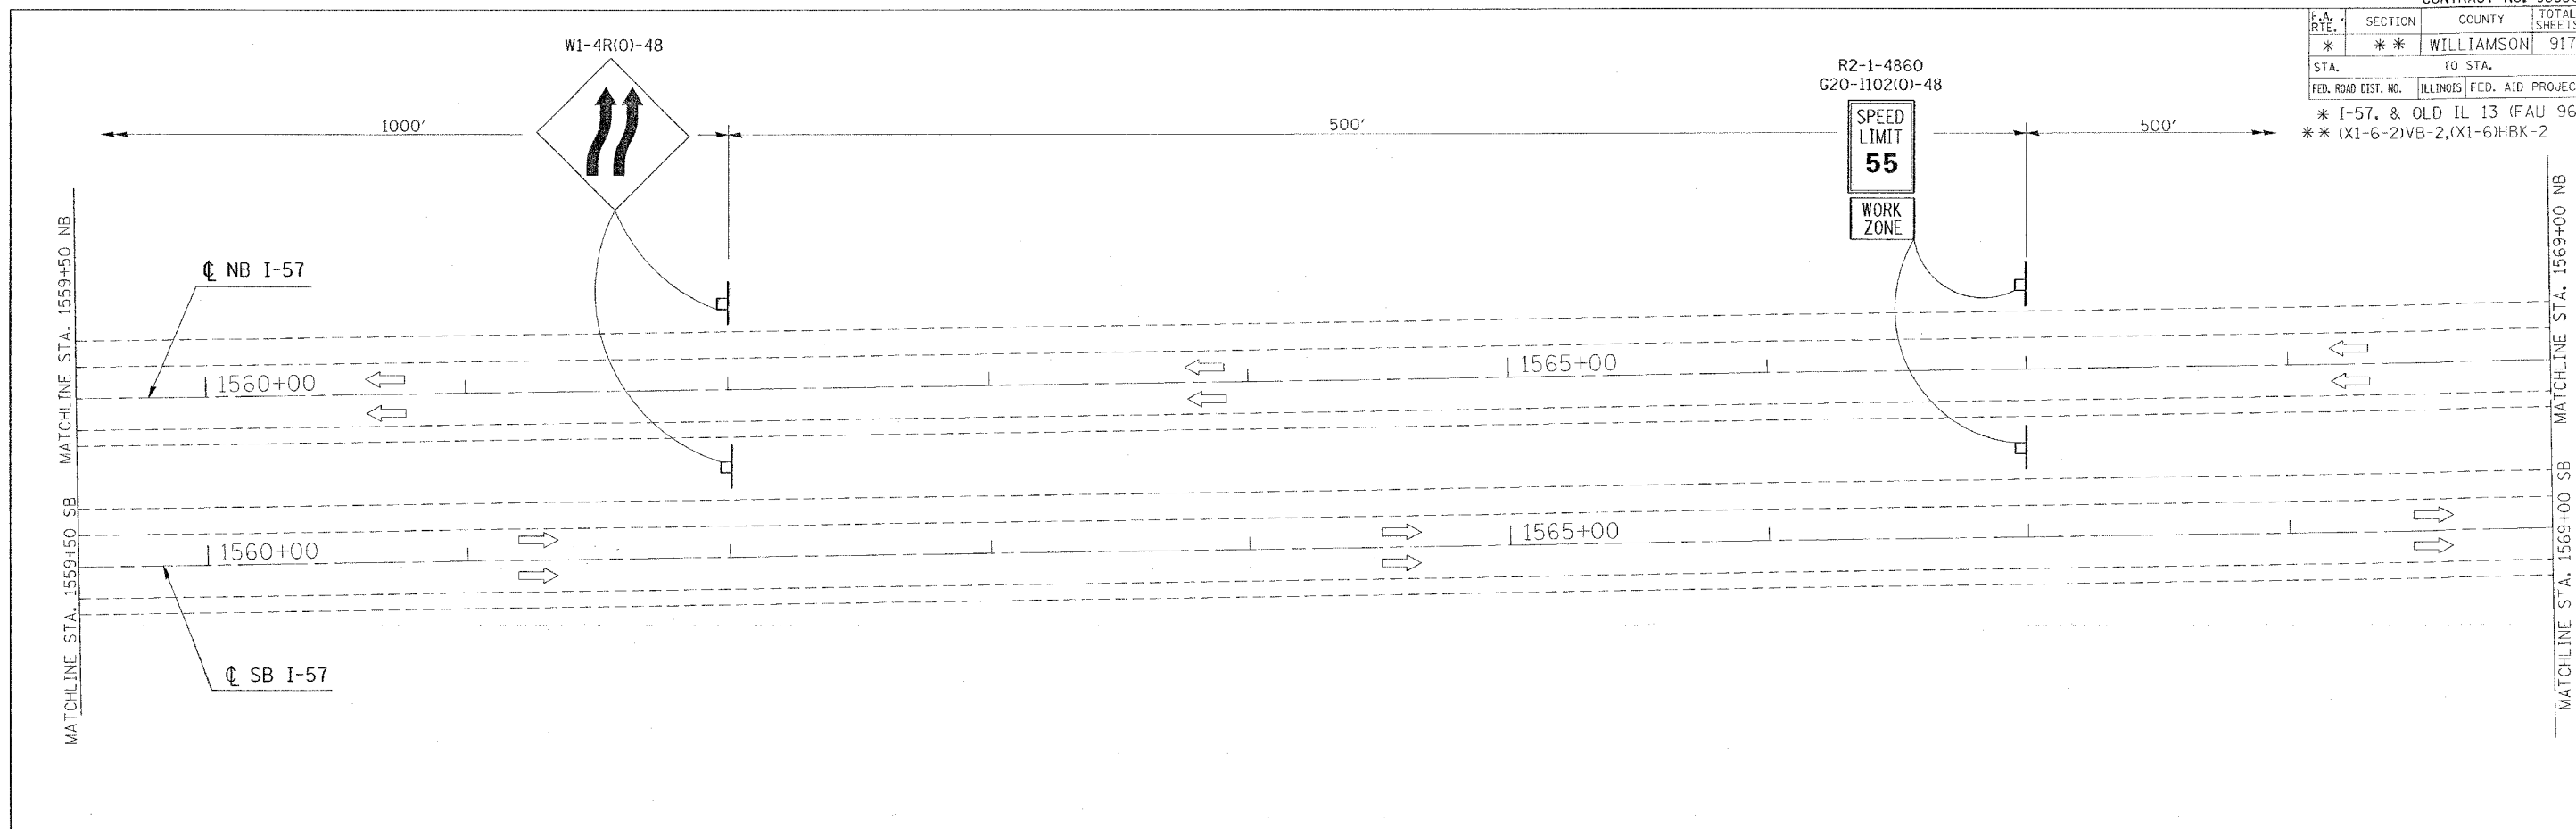 F.A. RTE. SECTION COUNTY TOTAL SHEETS
* * * WILLIAMSON 917
STA. TO STA.
FED. ROAD DIST. NO. ILLINOIS FED. AID PROJEC
* I-57, & OLD IL 13 (FAU 96
* * (X1-6-2)VB-2,(X1-6)HBK-2
W1-4R(O)-48
R2-1-4860
G20-I102(O)-48
SPEED
LIMIT
55
WORK
ZONE
1000'
500'
500'
MATCHLINE STA. 1559+50 NB
MATCHLINE STA. 1569+00 NB
℄ NB I-57
1560+00
1565+00
MATCHLINE STA. 1559+50 SB
MATCHLINE STA. 1569+00 SB
1560+00
1565+00
℄ SB I-57